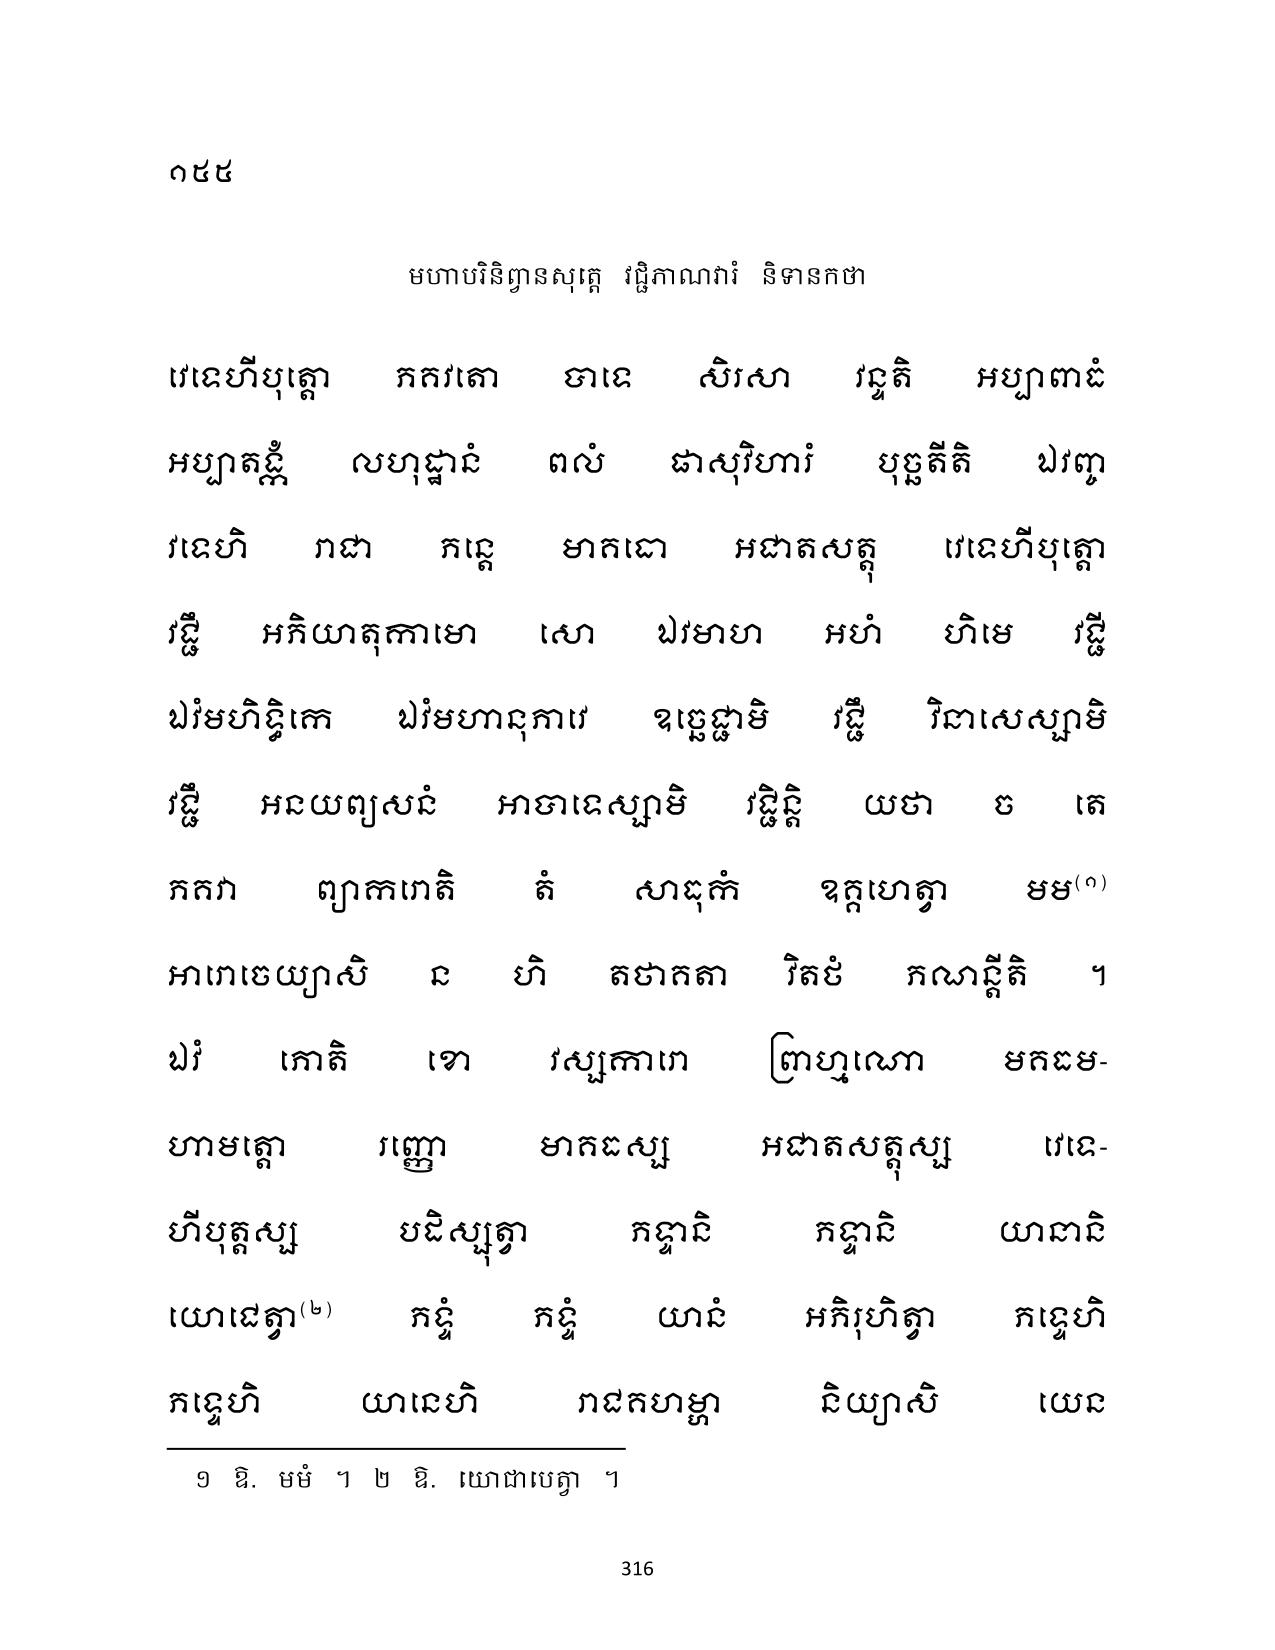 ១៥៥
មហាបរិនិព្វានសុត្តេ វជ្ជិភាណវារំ និទានកថា
វេទេហីបុត្តោ ភគវតោ បាទេ សិរសា វន្ទតិ អប្បាពាធំ
អប្បាតង្កំ លហុដ្ឋានំ ពលំ ផាសុវិហារំ បុច្ឆតីតិ ឯវញ្ច
វទេហិ រាជា ភន្តេ មាគធោ អជាតសត្តុ វេទេហីបុត្តោ
វជ្ជឹ អភិយាតុកាមោ សោ ឯវមាហ អហំ ហិមេ វជ្ជី
ឯវំមហិទ្ធិកេ ឯវំមហានុភាវេ ឧច្ឆេជ្ជាមិ វជ្ជឹ វិនាសេស្សាមិ
វជ្ជឹ អនយព្យសនំ អាបាទេស្សាមិ វជ្ជិន្តិ យថា ច តេ
ភគវា ព្យាករោតិ តំ សាធុកំ ឧគ្គហេត្វា មម(១)
អារោចេយ្យាសិ ន ហិ តថាគតា វិតថំ ភណន្តីតិ ។
ឯវំ ភោតិ ខោ វស្សការោ ព្រាហ្មណោ មគធម-
ហាមត្តោ រញ្ញោ មាគធស្ស អជាតសត្តុស្ស វេទេ-
ហីបុត្តស្ស បដិស្សុត្វា ភទ្ទានិ ភទ្ទានិ យានានិ
យោជេត្វា(២) ភទ្ទំ ភទ្ទំ យានំ អភិរុហិត្វា ភទ្ទេហិ
ភទ្ទេហិ យានេហិ រាជគហម្ហា និយ្យាសិ យេន
១ ឱ. មមំ ។ ២ ឱ. យោជាបេត្វា ។
316